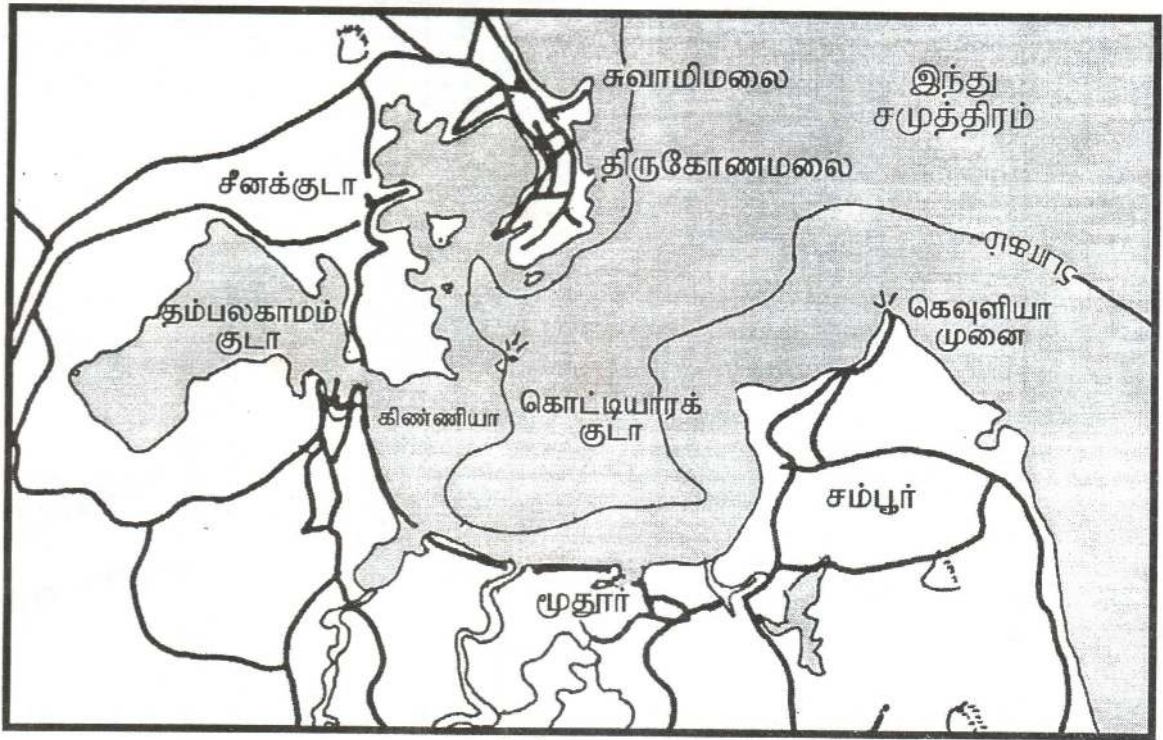 சுவாமிமலை
இந்து
சமுத்திரம்
திருகோணமலை
சீனக்குடா
தம்பலகாமம்
குடா
கெவுளியா
முனை
கிண்ணியா
கொட்டியாரக்
குடா
சம்பூர்
மூதூர்